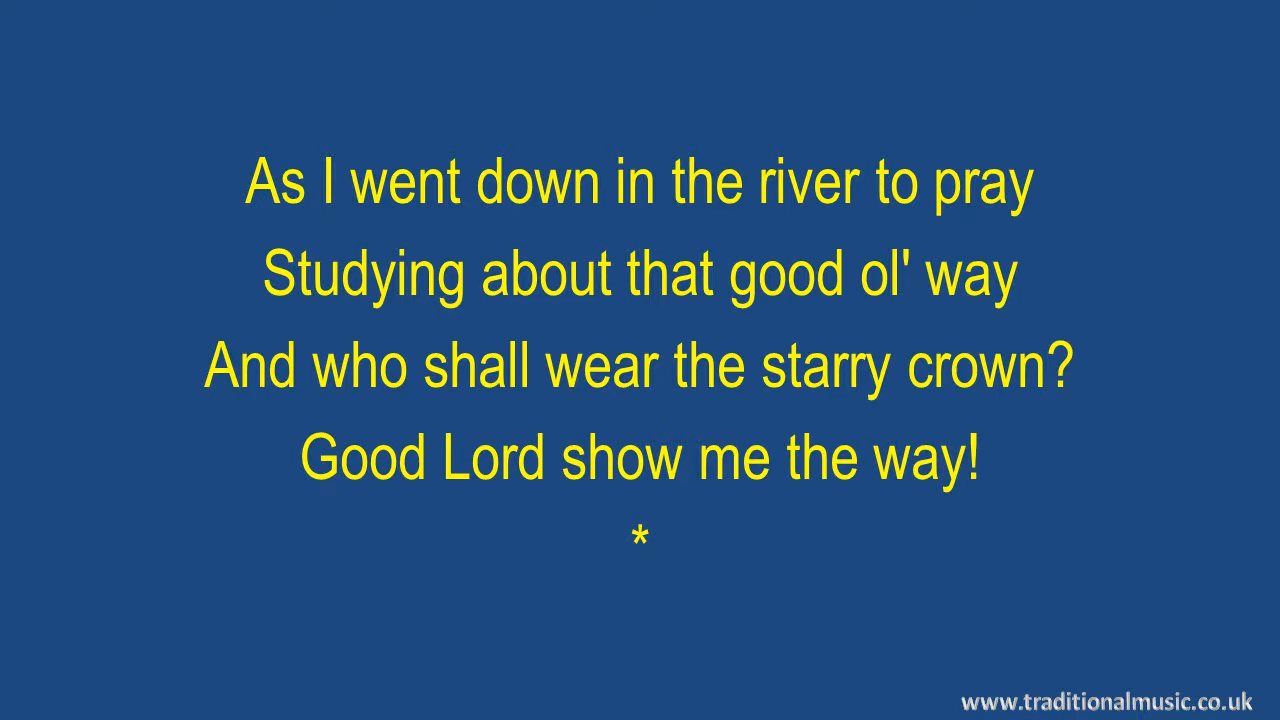 As I went down in the river to pray
Studying about that good ol' way
And who shall wear the starry crown?
Good Lord show me the way!
*
www.traditionalmusic.co.uk